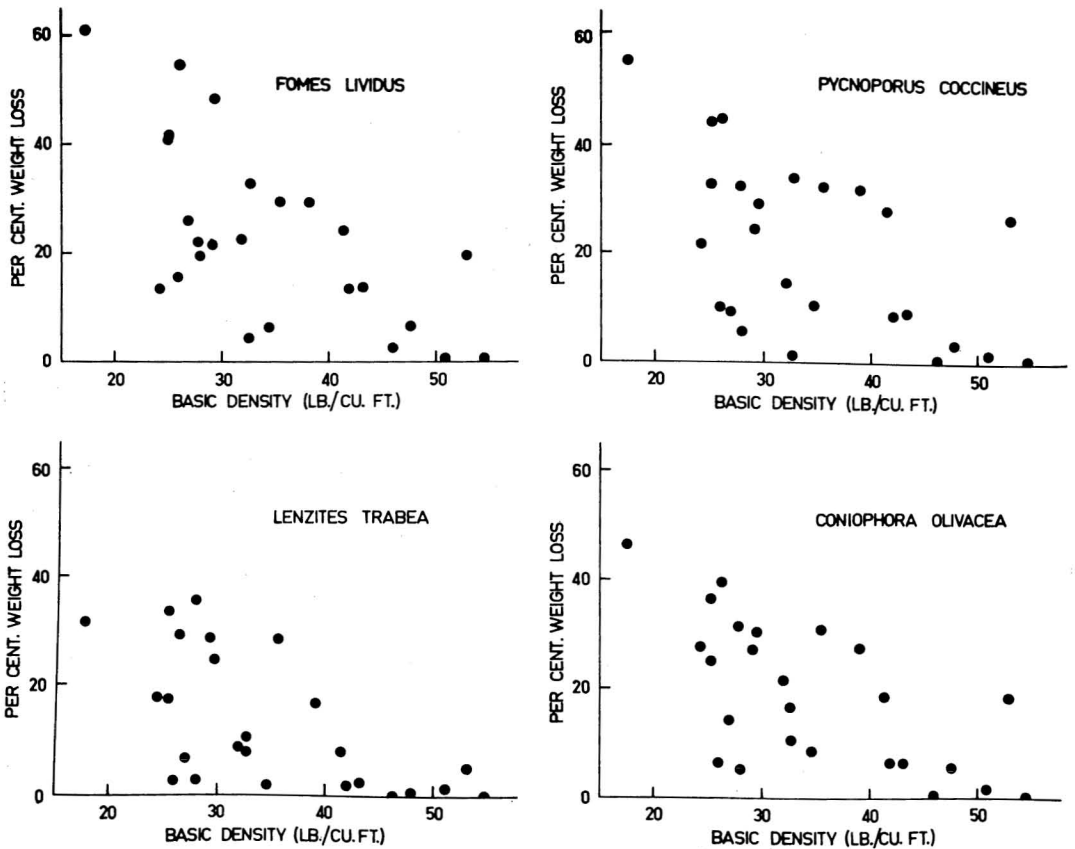 60
40
20
0
PER CENT. WEIGHT LOSS
FOMES LIVIDUS
20 30 40 50
BASIC DENSITY (LB./CU. FT.)
60
40
20
0
PER CENT. WEIGHT LOSS
PYCNOPORUS COCCINEUS
20 30 40 50
BASIC DENSITY (LB./CU. FT.)
60
40
20
0
PER CENT. WEIGHT LOSS
LENZITES TRABEA
20 30 40 50
BASIC DENSITY (LB./CU. FT.)
60
40
20
0
PER CENT. WEIGHT LOSS
CONIOPHORA OLIVACEA
20 30 40 50
BASIC DENSITY (LB./CU. FT.)